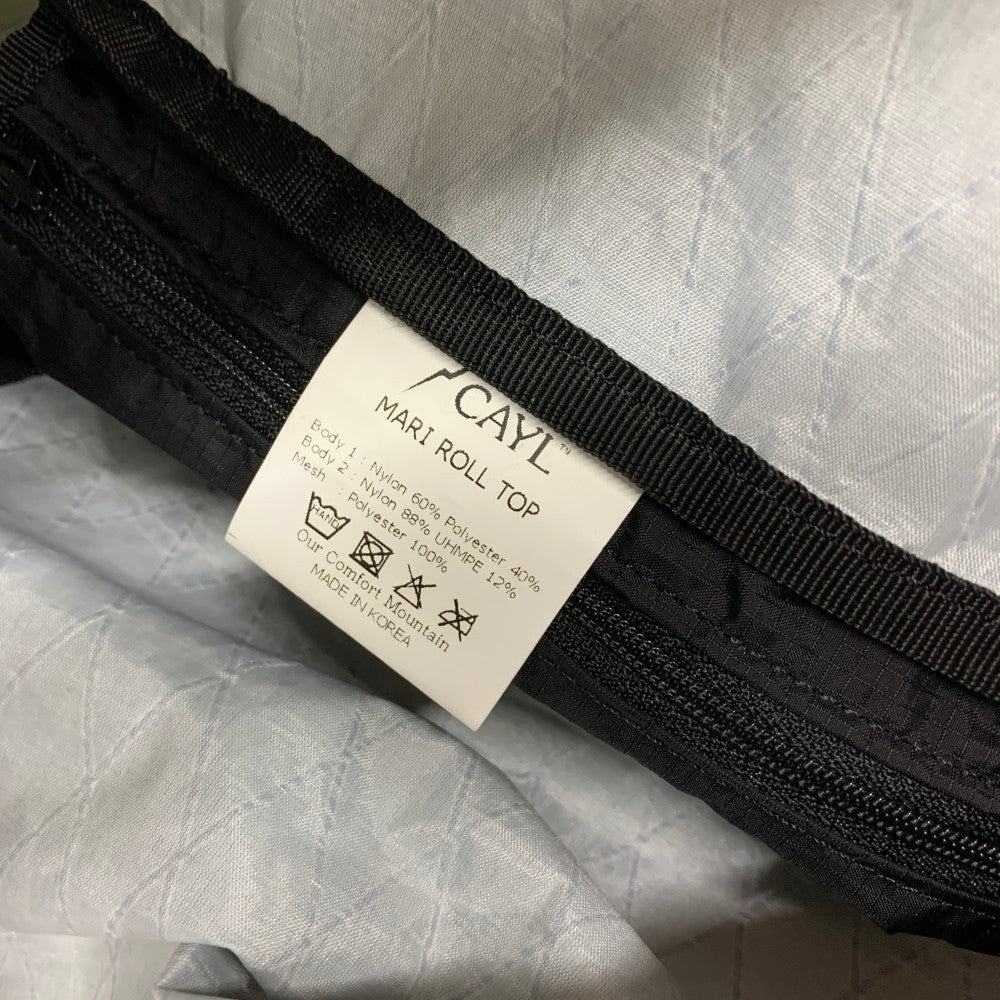 CAYL™
MARI ROLL TOP
Body 1 : Nylon 60% Polyester 40%
Body 2 : Nylon 88% UHMPE 12%
Mesh : Polyester 100%
HAND
Our Comfort Mountain
MADE IN KOREA